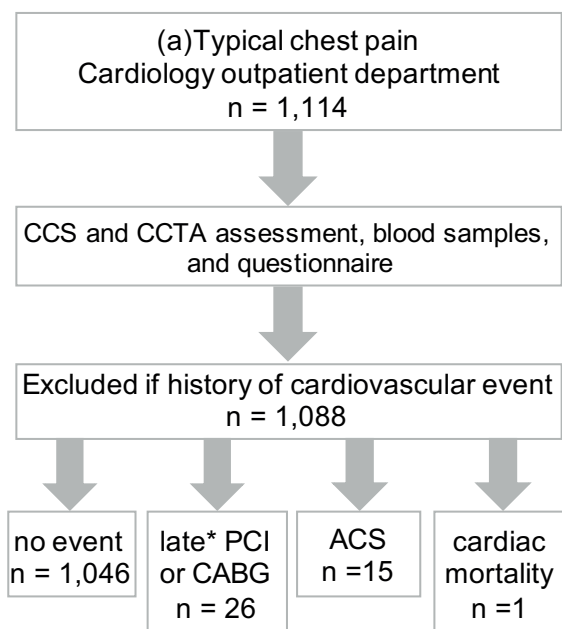 (a)Typical chest pain
Cardiology outpatient department
n = 1,114
CCS and CCTA assessment, blood samples,
and questionnaire
Excluded if history of cardiovascular event
n = 1,088
no event
n = 1,046
late* PCI
or CABG
n = 26
ACS
n =15
cardiac
mortality
n =1